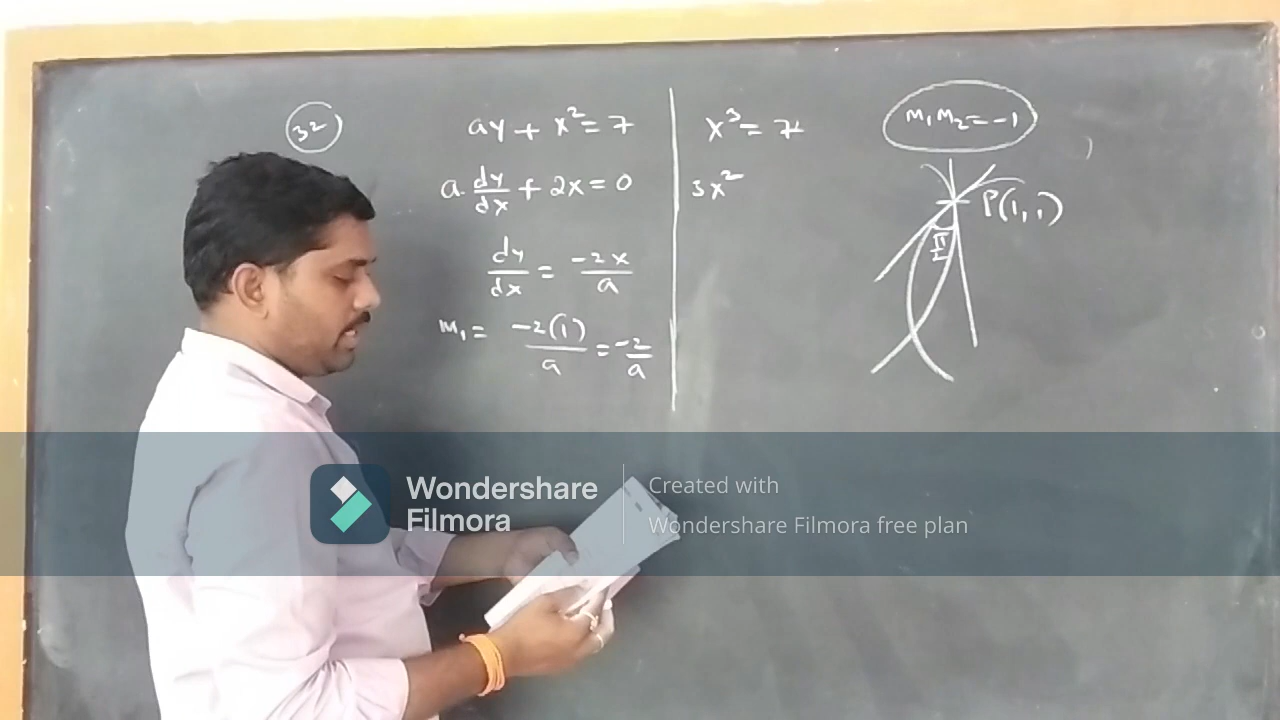 32
ay + x² = 7
a. dy/dx + 2x = 0
dy/dx = -2x/a
m₁ = -2(1)/a = -2/a
x³ = 7
3x²
m₁m₂ = -1
P(1,1)
π/2
Wondershare
Filmora
Created with
Wondershare Filmora free plan